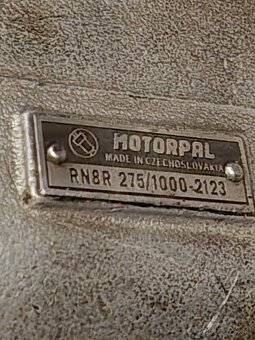 MOTORPAL
MADE IN CZECHOSLOVAKIA
RN8R 275/1000-2123